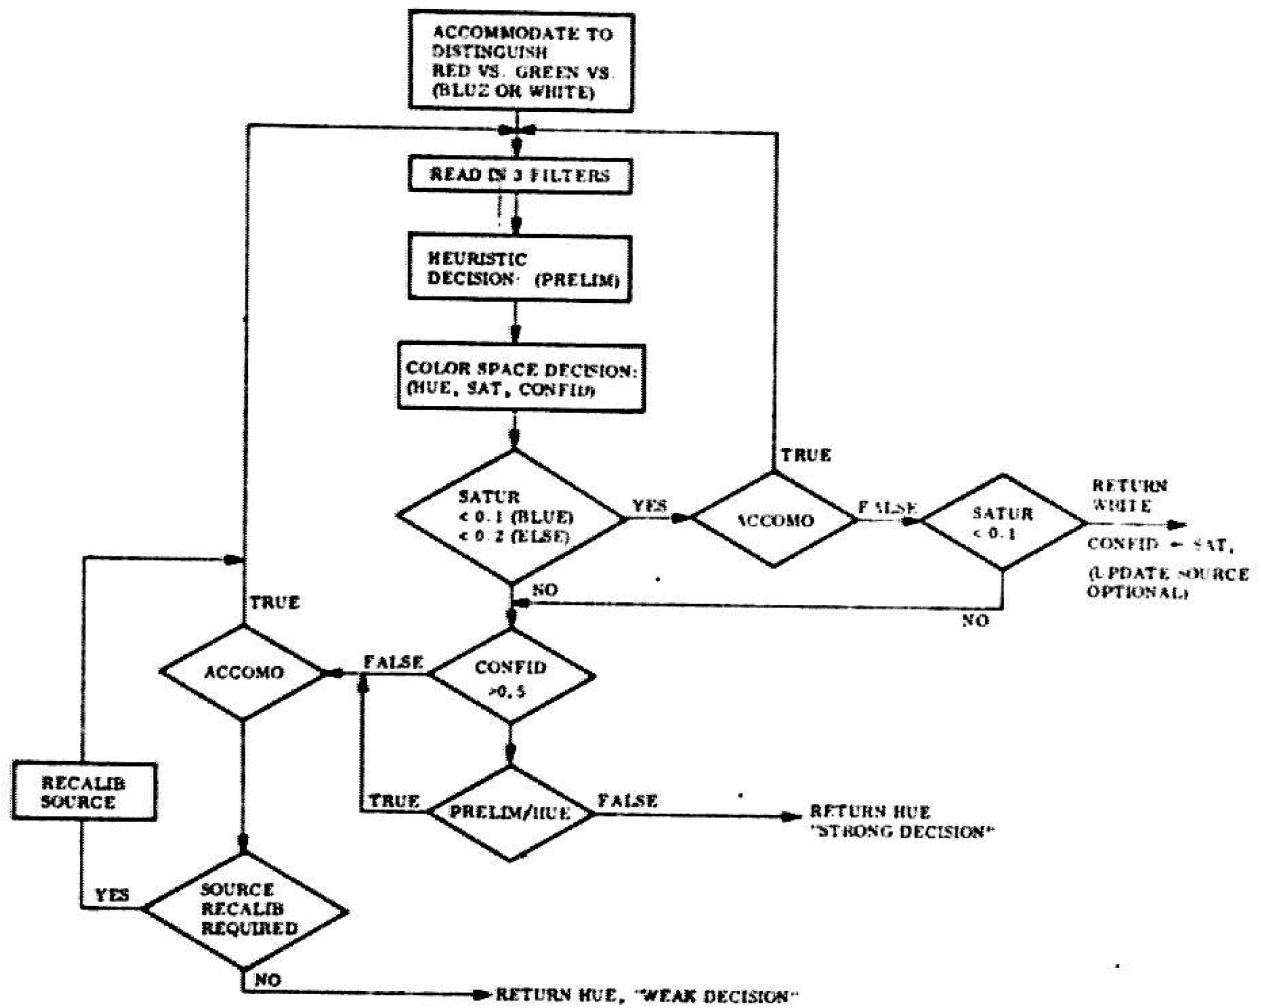 ACCOMMODATE TO
DISTINGUISH
RED VS. GREEN VS.
(BLUE OR WHITE)
READ IN 3 FILTERS
HEURISTIC
DECISION: (PRELIM)
COLOR SPACE DECISION:
(HUE, SAT, CONFID)
SATUR
< 0.1 (BLUE)
< 0.2 (ELSE)
YES
NO
TRUE
ACCOMO
FALSE
SATUR
< 0.1
NO
RETURN
WHITE
CONFID ← SAT,
(UPDATE SOURCE
OPTIONAL)
CONFID
>0.5
FALSE
TRUE
ACCOMO
PRELIM/HUE
TRUE
FALSE
RETURN HUE
"STRONG DECISION"
RECALIB
SOURCE
YES
SOURCE
RECALIB
REQUIRED
NO
RETURN HUE, "WEAK DECISION"